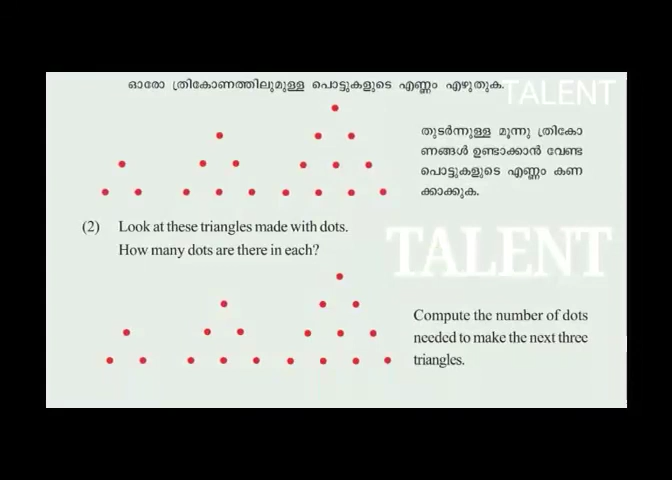 ഓരോ ത്രികോണത്തിലുമുള്ള പൊട്ടുകളുടെ എണ്ണം എഴുതുക.
TALENT
തുടർന്നുള്ള മൂന്നു ത്രികോ
ണങ്ങൾ ഉണ്ടാക്കാൻ വേണ്ട
പൊട്ടുകളുടെ എണ്ണം കണ
ക്കാക്കുക.
(2) Look at these triangles made with dots.
How many dots are there in each?
TALENT
Compute the number of dots
needed to make the next three
triangles.